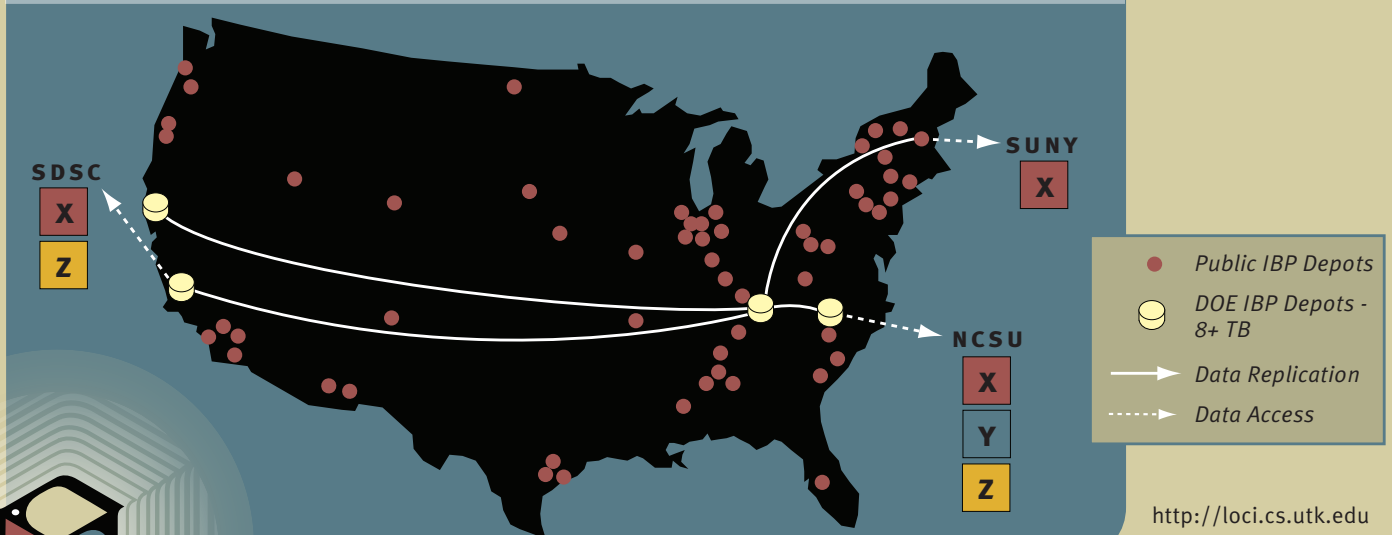 SDSC
X
Z
SUNY
X
NCSU
X
Y
Z
Public IBP Depots
DOE IBP Depots -
8+ TB
Data Replication
Data Access
http://loci.cs.utk.edu